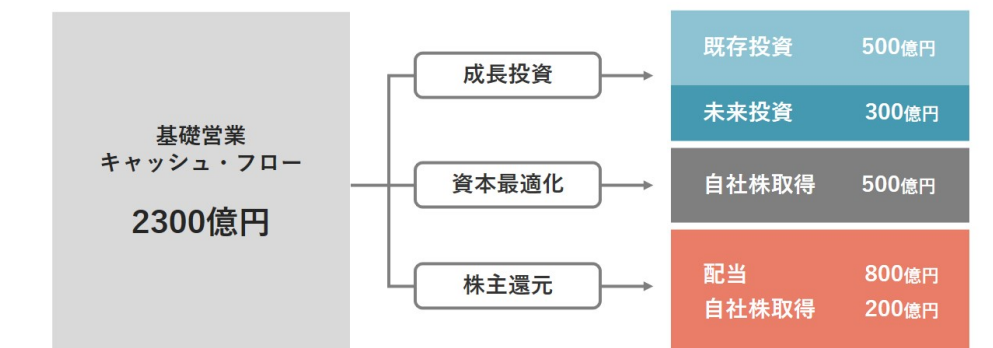 基礎営業
キャッシュ・フロー
2300億円
成長投資
資本最適化
株主還元
既存投資 500億円
未来投資 300億円
自社株取得 500億円
配当 800億円
自社株取得 200億円